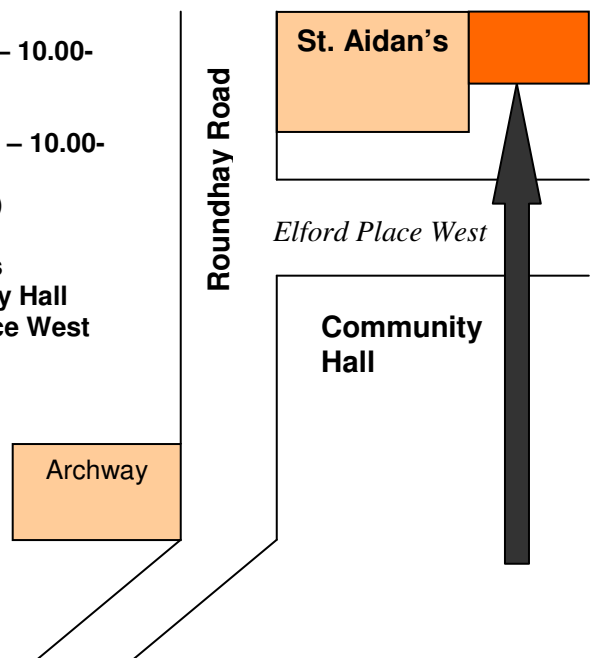 – 10.00-
– 10.00-
)
y Hall
ce West
St. Aidan's
Roundhay Road
Elford Place West
Community
Hall
Archway